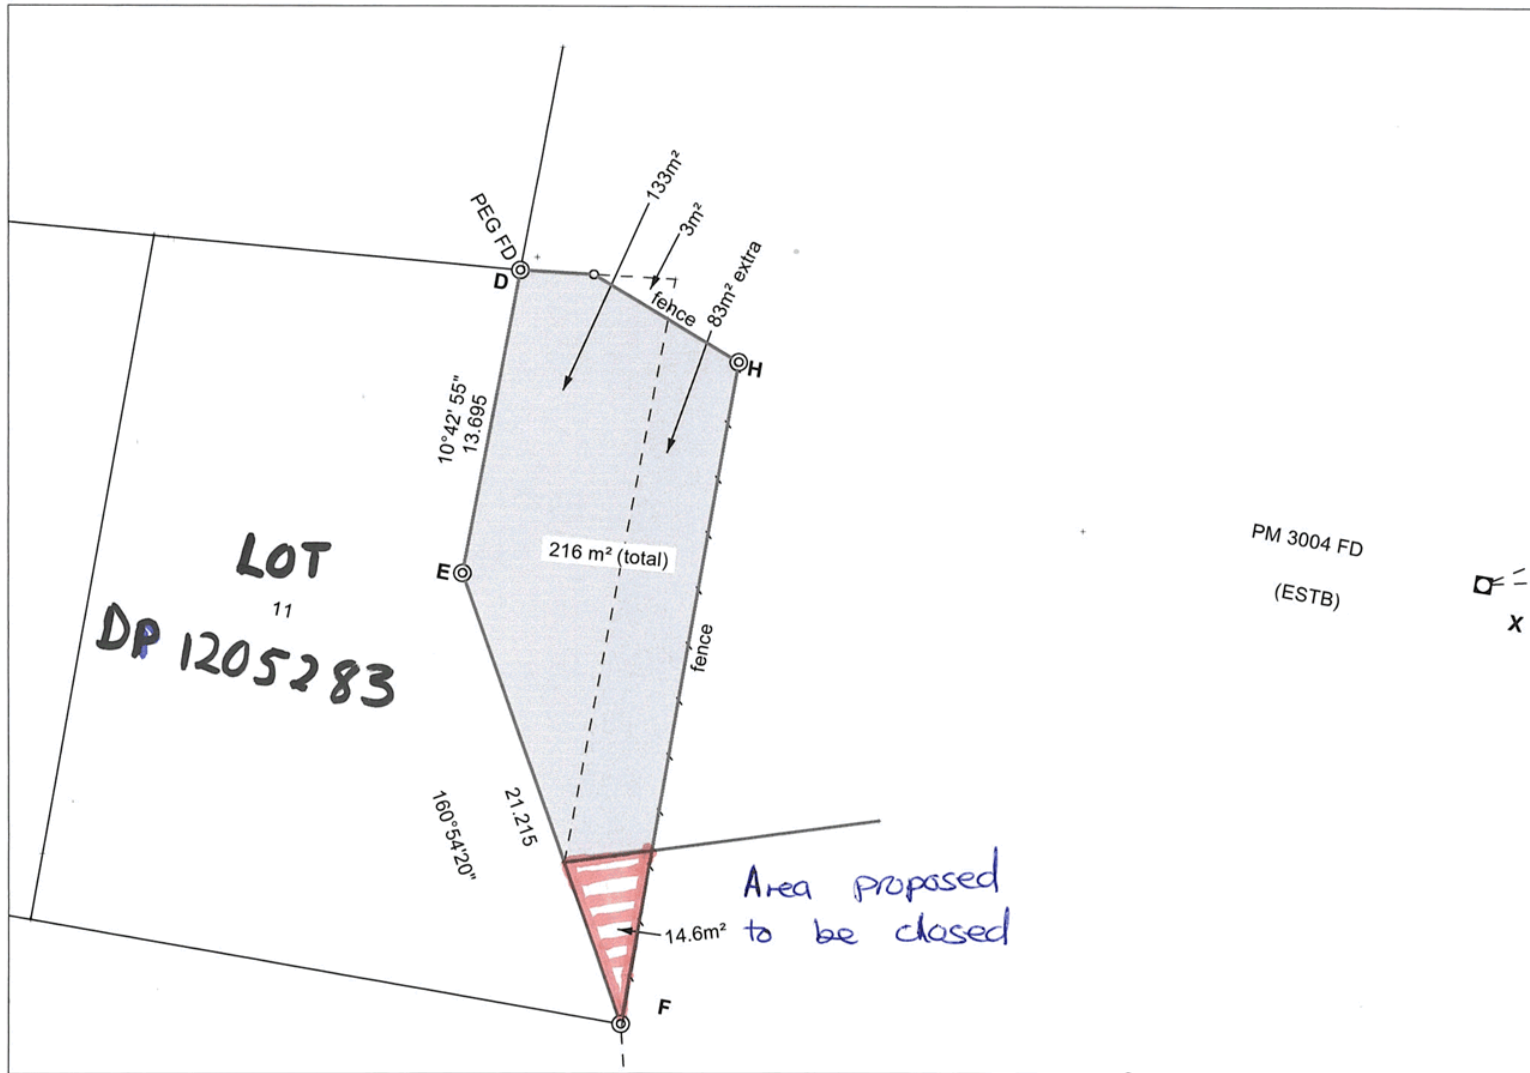 133m²
3m²
83m² extra
PEG FD
D
fence
H
10°42' 55"
13.695
PM 3004 FD
(ESTB)
X
216 m² (total)
E
LOT
11
DP 1205283
fence
160°54'20"
21.215
Area proposed
to be closed
14.6m²
F